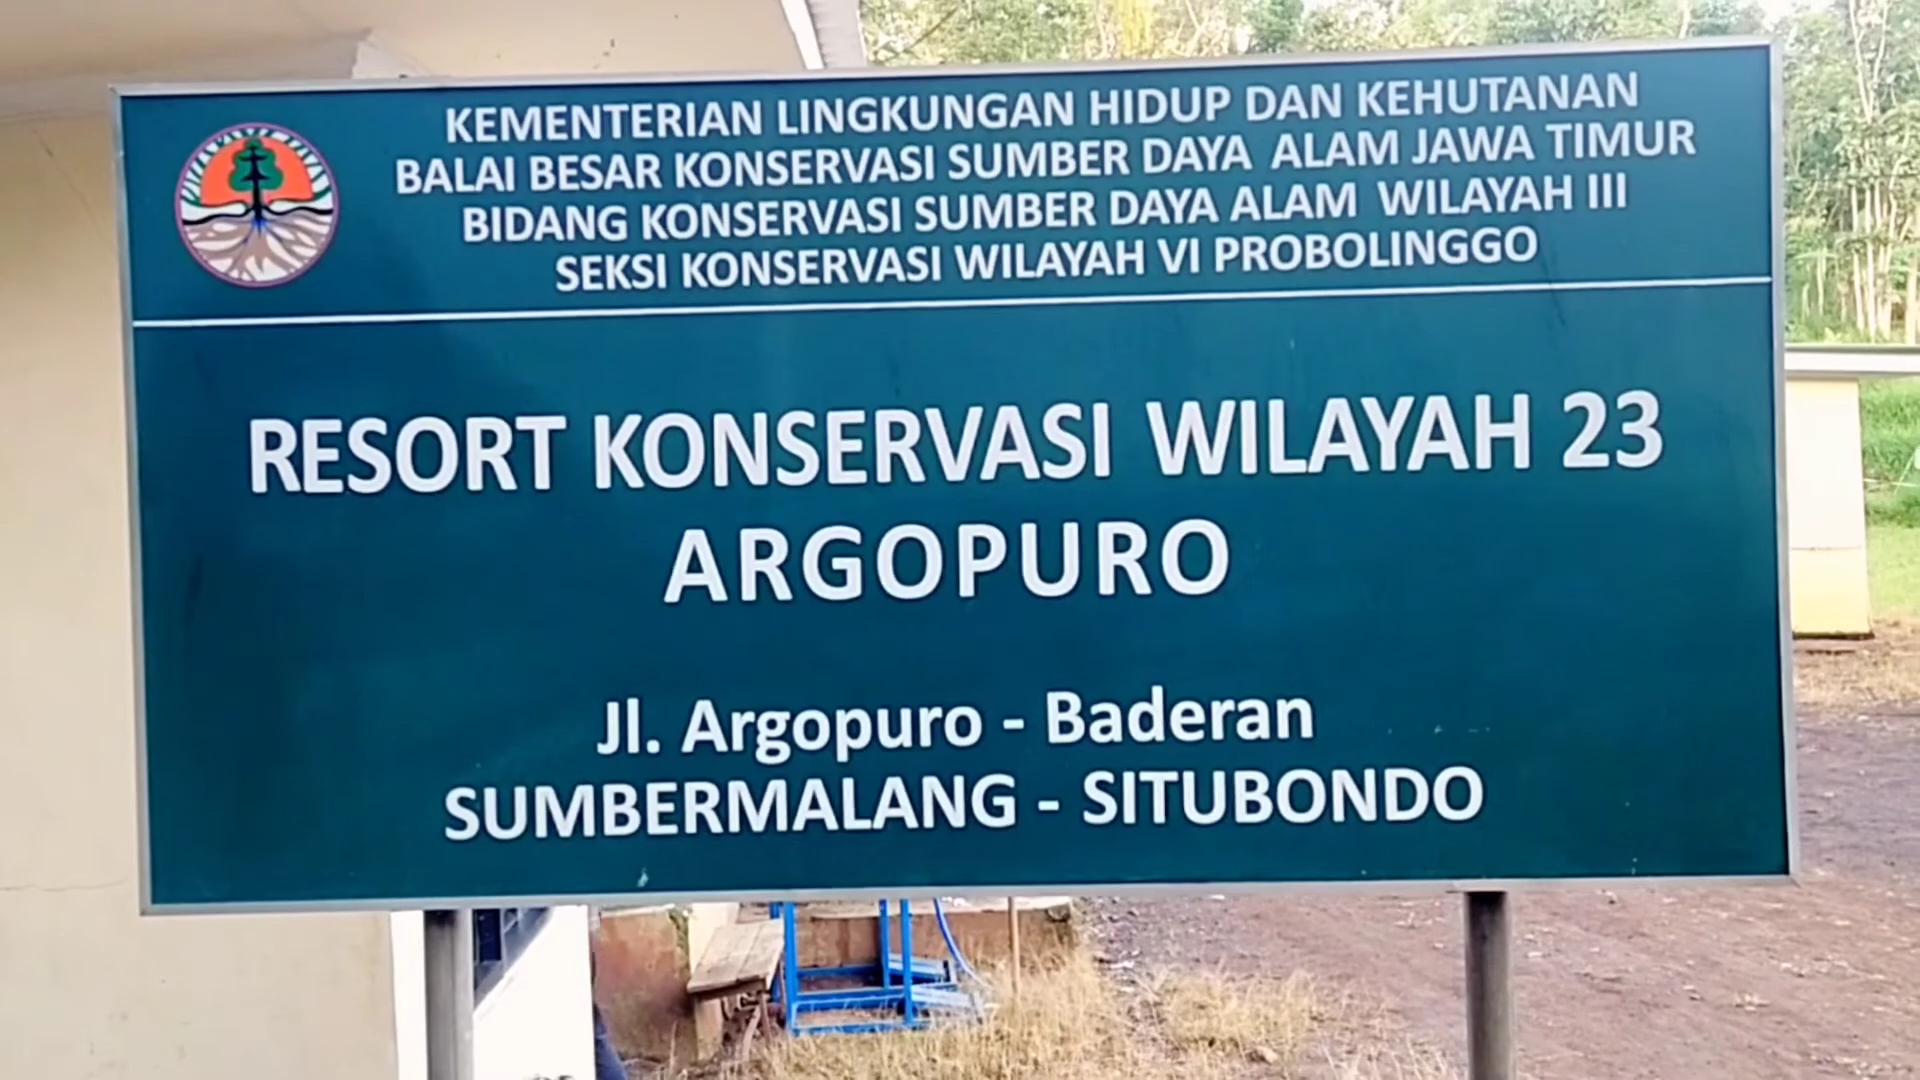 KEMENTERIAN LINGKUNGAN HIDUP DAN KEHUTANAN
BALAI BESAR KONSERVASI SUMBER DAYA ALAM JAWA TIMUR
BIDANG KONSERVASI SUMBER DAYA ALAM WILAYAH III
SEKSI KONSERVASI WILAYAH VI PROBOLINGGO
RESORT KONSERVASI WILAYAH 23
ARGOPURO
Jl. Argopuro - Baderan
SUMBERMALANG - SITUBONDO